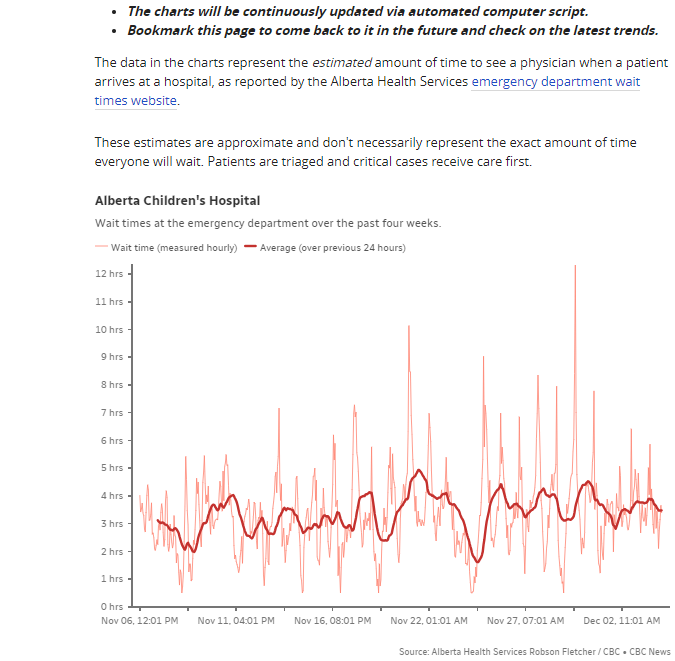 The charts will be continuously updated via automated computer script.
Bookmark this page to come back to it in the future and check on the latest trends.
The data in the charts represent the estimated amount of time to see a physician when a patient
arrives at a hospital, as reported by the Alberta Health Services emergency department wait
times website.
These estimates are approximate and don't necessarily represent the exact amount of time
everyone will wait. Patients are triaged and critical cases receive care first.
Alberta Children's Hospital
Wait times at the emergency department over the past four weeks.
Wait time (measured hourly) Average (over previous 24 hours)
12 hrs
11 hrs
10 hrs
9 hrs
8 hrs
7 hrs
6 hrs
5 hrs
4 hrs
3 hrs
2 hrs
1 hrs
0 hrs
Nov 06, 12:01 PM Nov 11, 04:01 PM Nov 16, 08:01 PM Nov 22, 01:01 AM Nov 27, 07:01 AM Dec 02, 11:01 AM
Source: Alberta Health Services Robson Fletcher / CBC • CBC News